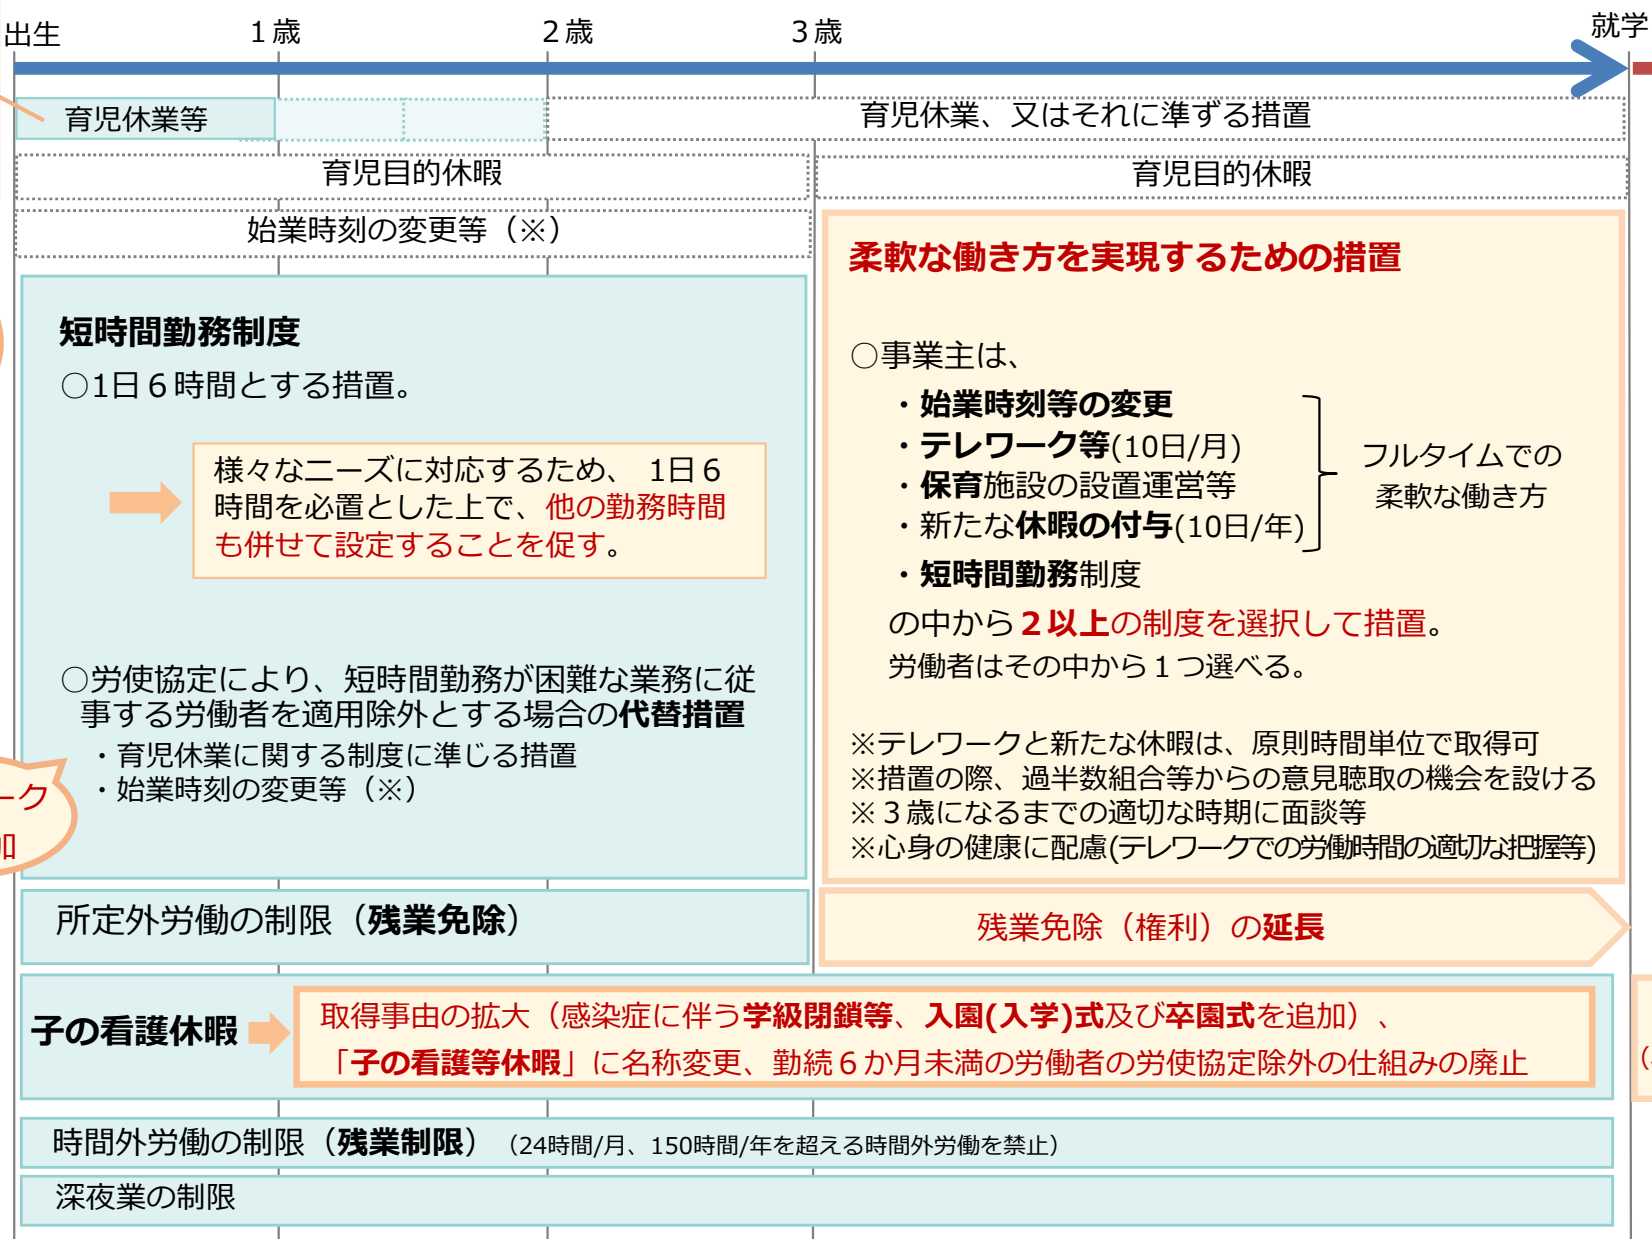 出生　1歳　2歳　3歳　就学
育児休業等
育児休業、又はそれに準ずる措置
育児目的休暇
育児目的休暇
始業時刻の変更等（※）
短時間勤務制度
○1日６時間とする措置。
様々なニーズに対応するため、 1日６
時間を必置とした上で、他の勤務時間
も併せて設定することを促す。
○労使協定により、短時間勤務が困難な業務に従
事する労働者を適用除外とする場合の代替措置
・育児休業に関する制度に準じる措置
・始業時刻の変更等（※）
ーク
加
柔軟な働き方を実現するための措置
○事業主は、
・始業時刻等の変更
・テレワーク等(10日/月)
・保育施設の設置運営等
・新たな休暇の付与(10日/年)
フルタイムでの
柔軟な働き方
・短時間勤務制度
の中から２以上の制度を選択して措置。
労働者はその中から１つ選べる。
※テレワークと新たな休暇は、原則時間単位で取得可
※措置の際、過半数組合等からの意見聴取の機会を設ける
※３歳になるまでの適切な時期に面談等
※心身の健康に配慮(テレワークでの労働時間の適切な把握等)
所定外労働の制限（残業免除）
残業免除（権利）の延長
子の看護休暇
取得事由の拡大（感染症に伴う学級閉鎖等、入園(入学)式及び卒園式を追加）、
「子の看護等休暇」に名称変更、勤続６か月未満の労働者の労使協定除外の仕組みの廃止
時間外労働の制限（残業制限）（24時間/月、150時間/年を超える時間外労働を禁止）
深夜業の制限